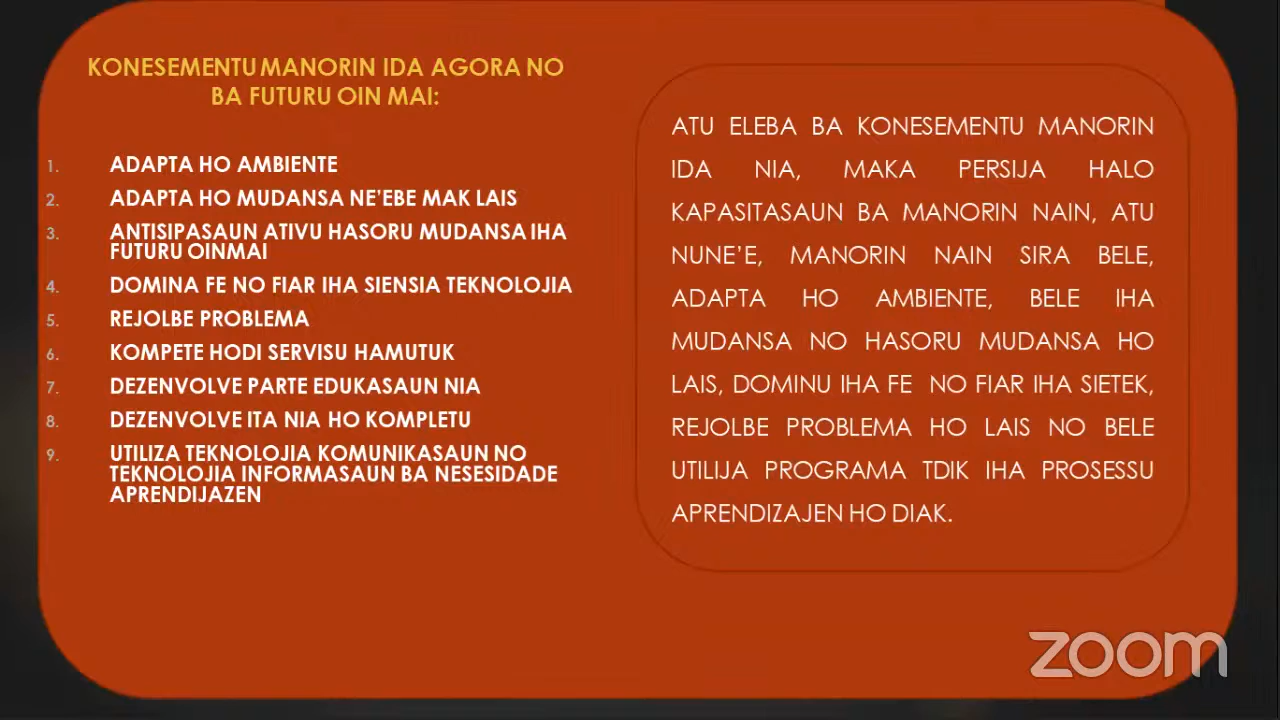 KONESEMENTU MANORIN IDA AGORA NO
BA FUTURU OIN MAI:
1. ADAPTA HO AMBIENTE
2. ADAPTA HO MUDANSA NE'EBE MAK LAIS
3. ANTISIPASAUN ATIVU HASORU MUDANSA IHA
FUTURU OINMAI
4. DOMINA FE NO FIAR IHA SIENSIA TEKNOLOJIA
5. REJOLBE PROBLEMA
6. KOMPETE HODI SERVISU HAMUTUK
7. DEZENVOLVE PARTE EDUKASAUN NIA
8. DEZENVOLVE ITA NIA HO KOMPLETU
9. UTILIZA TEKNOLOJIA KOMUNIKASAUN NO
TEKNOLOJIA INFORMASAUN BA NESESIDADE
APRENDIJAZEN
ATU ELEBA BA KONESEMENTU MANORIN
IDA NIA, MAKA PERSIJA HALO
KAPASITASAUN BA MANORIN NAIN, ATU
NUNE'E, MANORIN NAIN SIRA BELE,
ADAPTA HO AMBIENTE, BELE IHA
MUDANSA NO HASORU MUDANSA HO
LAIS, DOMINU IHA FE NO FIAR IHA SIETEK,
REJOLBE PROBLEMA HO LAIS NO BELE
UTILIJA PROGRAMA TDIK IHA PROSESSU
APRENDIZAJEN HO DIAK.
zoom